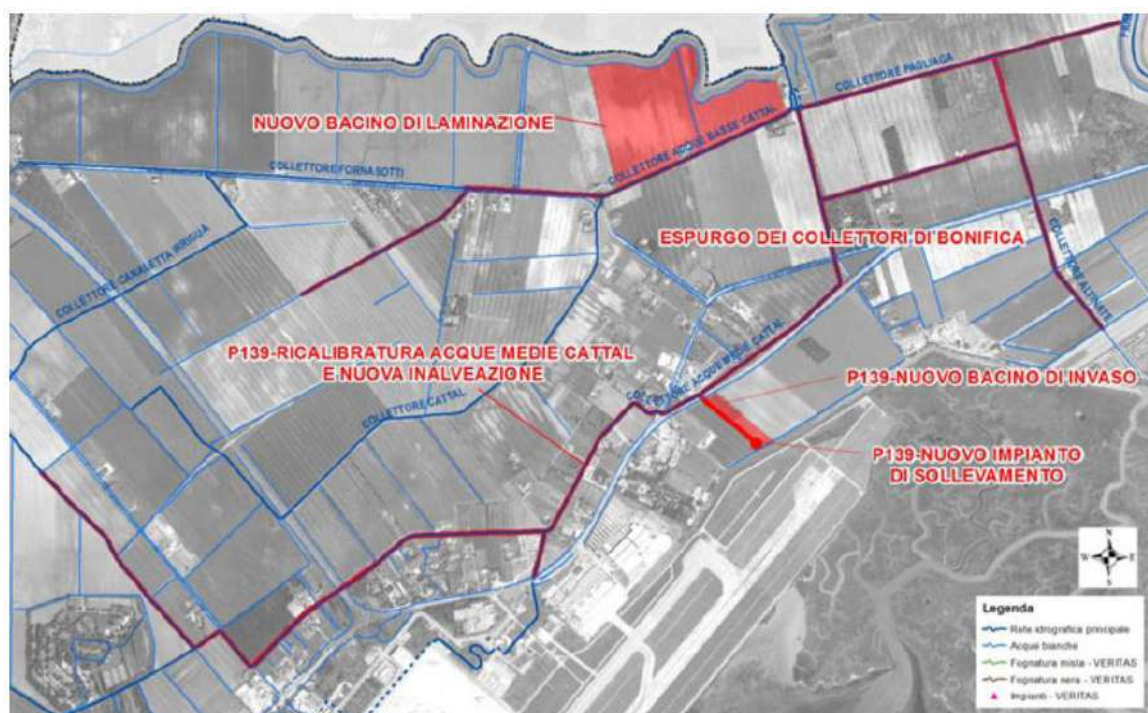 COLLETTORE PAGLIAGA
NUOVO BACINO DI LAMINAZIONE
COLLETTORE ACQUE BASSE CATTAL
COLLETTORE FORNASOTTI
COLLETTORE CANALETTA IRRIGUA
ESPURGO DEI COLLETTORI DI BONIFICA
COLLETTORE ALTINATE
P139-RICALIBRATURA ACQUE MEDIE CATTAL
E NUOVA INALVEAZIONE
COLLETTORE ACQUE MEDIE CATTAL
P139-NUOVO BACINO DI INVASO
COLLETTORE CATTAL
P139-NUOVO IMPIANTO
DI SOLLEVAMENTO
N
W E
S
Legenda
Rete idrografica principale
Acque bianche
Fognatura mista - VERITAS
Fognatura nera - VERITAS
Impianti - VERITAS